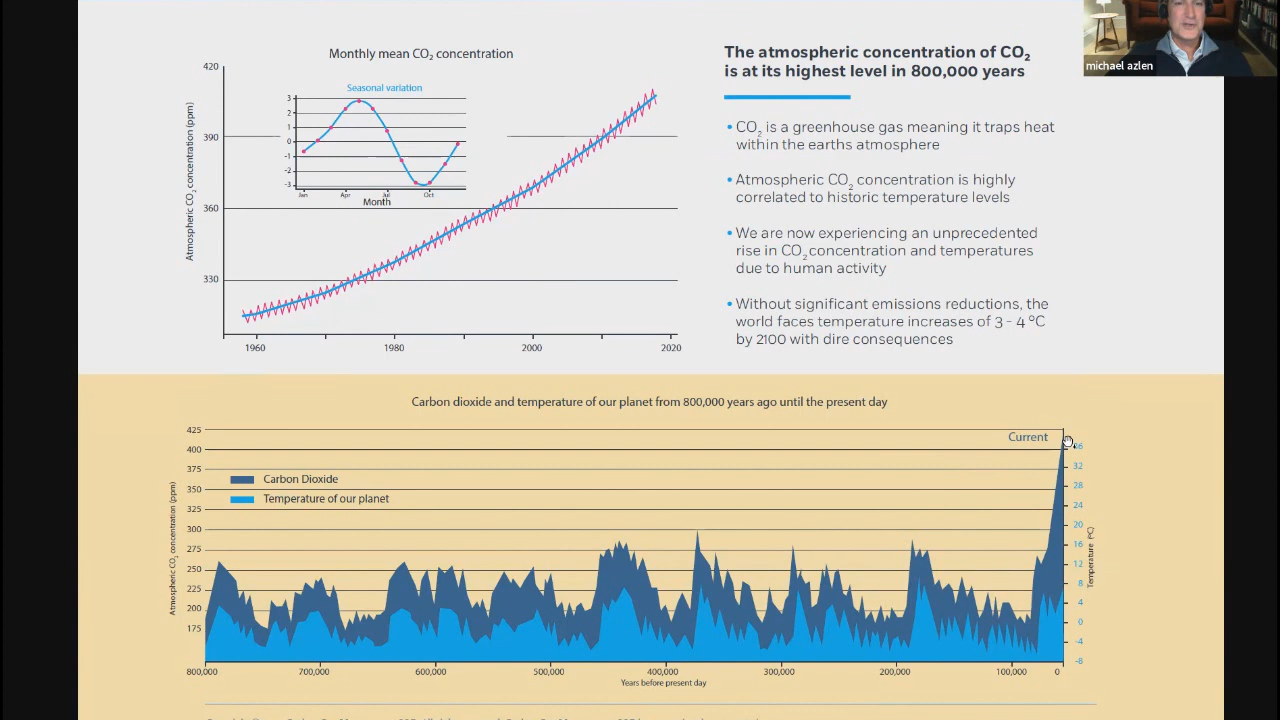 michael azlen
Monthly mean CO₂ concentration
420
390
360
330
Atmospheric CO₂ concentration (ppm)
Seasonal variation
3
2
1
0
-1
-2
-3
Jan
Apr
Jul
Oct
Month
1960
1980
2000
2020
The atmospheric concentration of CO₂
is at its highest level in 800,000 years
• CO₂ is a greenhouse gas meaning it traps heat
within the earths atmosphere
• Atmospheric CO₂ concentration is highly
correlated to historic temperature levels
• We are now experiencing an unprecedented
rise in CO₂ concentration and temperatures
due to human activity
• Without significant emissions reductions, the
world faces temperature increases of 3 – 4 °C
by 2100 with dire consequences
Carbon dioxide and temperature of our planet from 800,000 years ago until the present day
425
400
375
350
325
300
275
250
225
200
175
Atmospheric CO₂ concentration (ppm)
Carbon Dioxide
Temperature of our planet
Current
36
32
28
24
20
16
12
8
4
0
-4
-8
Temperature (°C)
800,000
700,000
600,000
500,000
400,000
300,000
200,000
100,000
0
Years before present day